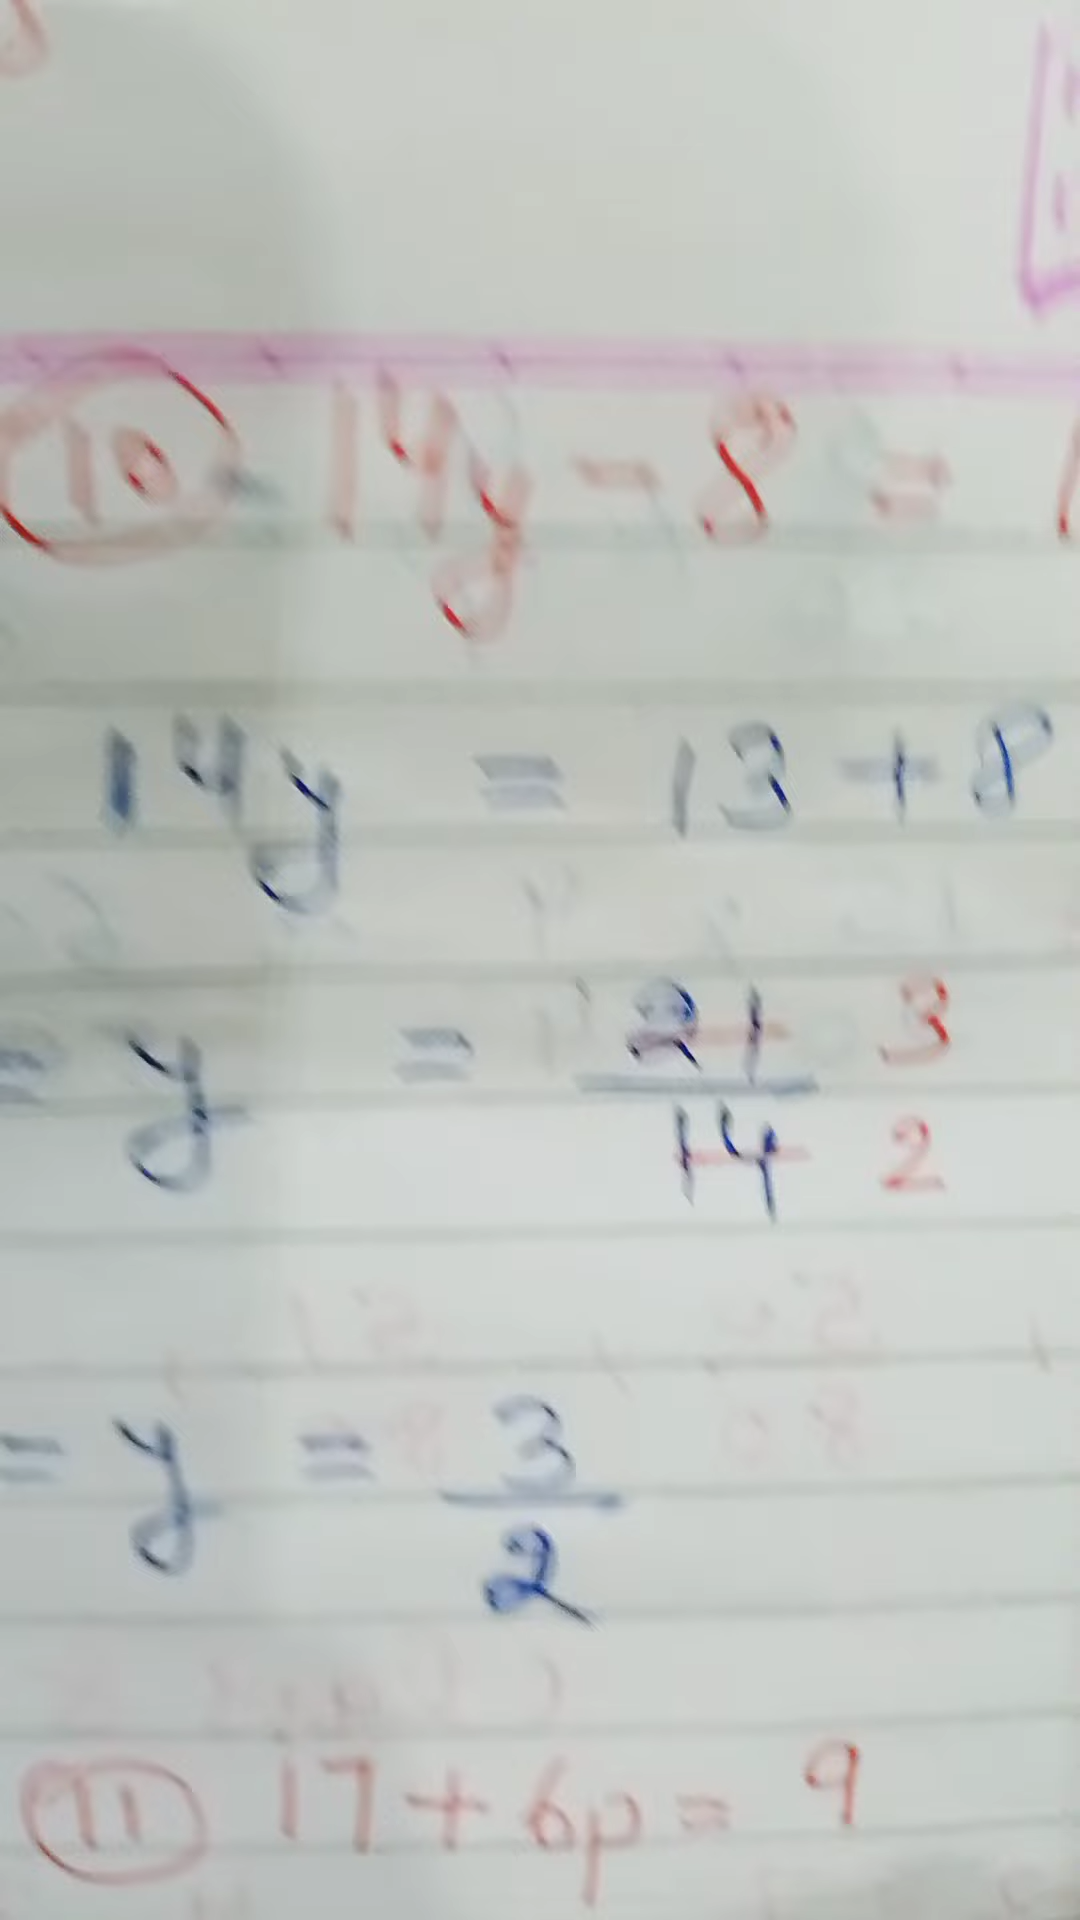 10 14y - 8 = 1
14y = 13 + 8
= y = 21/14 3/2
= y = 3/2
11 17 + 6p = 9